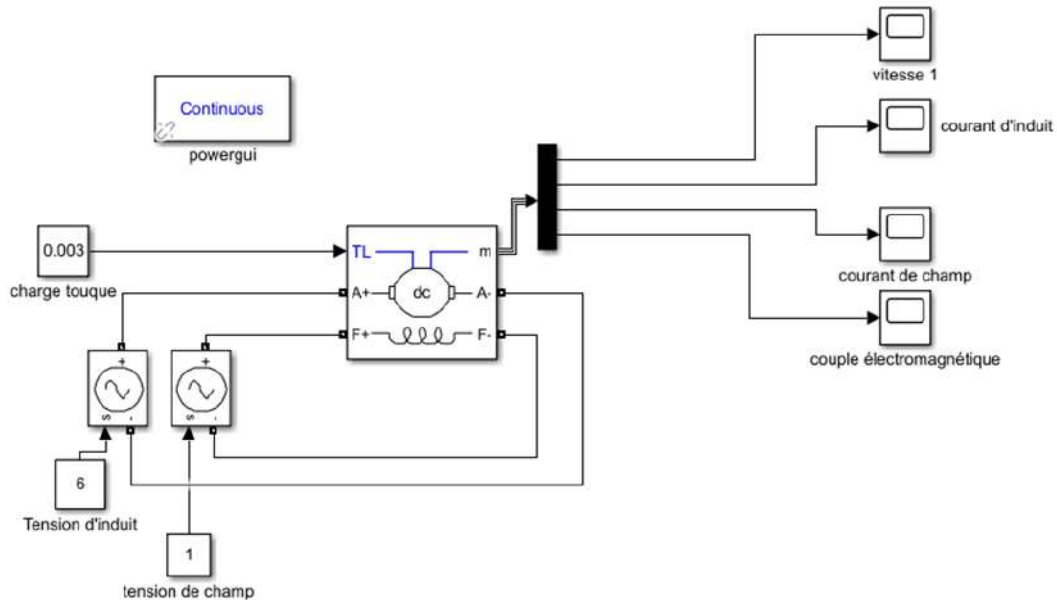 vitesse 1
Continuous
powergui
courant d'induit
0.003
charge touque
TL
m
A+
dc
A-
F+
F-
courant de champ
couple électromagnétique
+
+
s
-
s
-
6
Tension d'induit
1
tension de champ